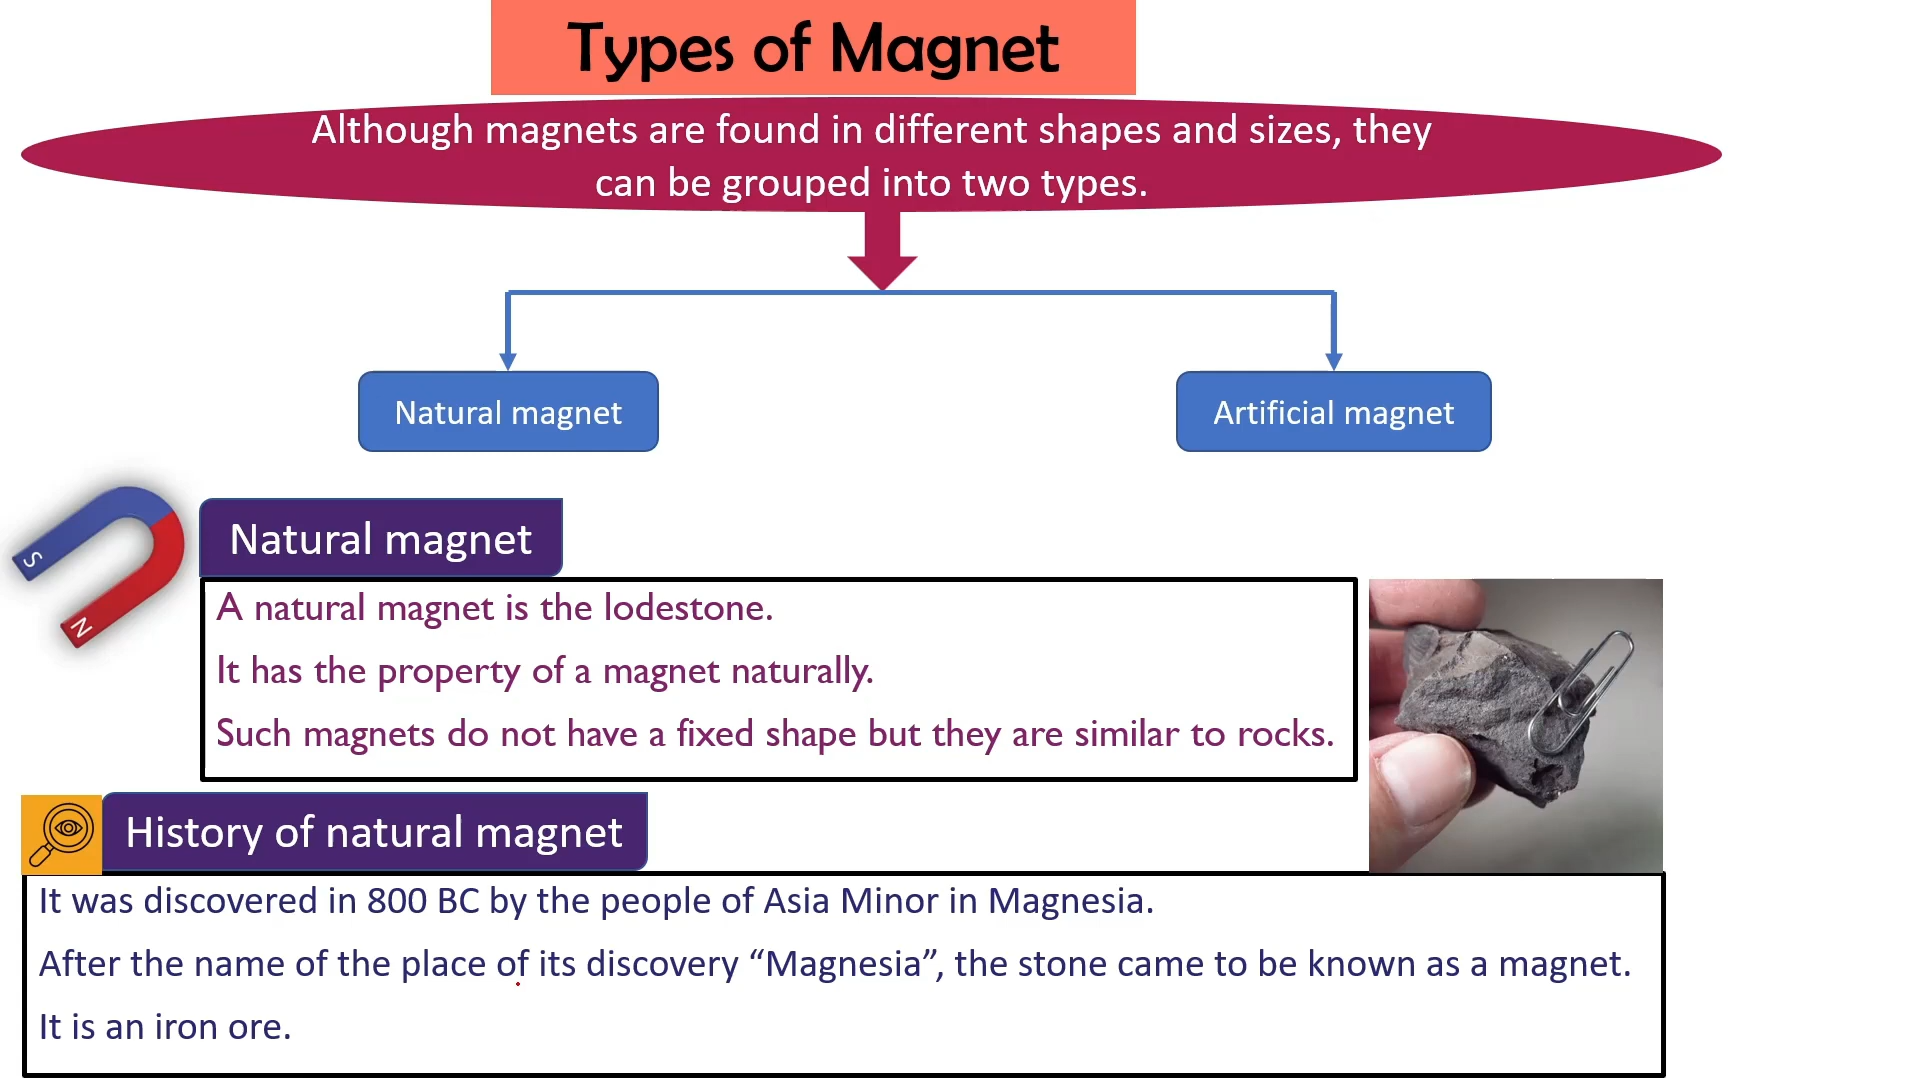 Types of Magnet
Although magnets are found in different shapes and sizes, they
can be grouped into two types.
Natural magnet
Artificial magnet
S
N
Natural magnet
A natural magnet is the lodestone.
It has the property of a magnet naturally.
Such magnets do not have a fixed shape but they are similar to rocks.
History of natural magnet
It was discovered in 800 BC by the people of Asia Minor in Magnesia.
After the name of the place of its discovery “Magnesia”, the stone came to be known as a magnet.
It is an iron ore.